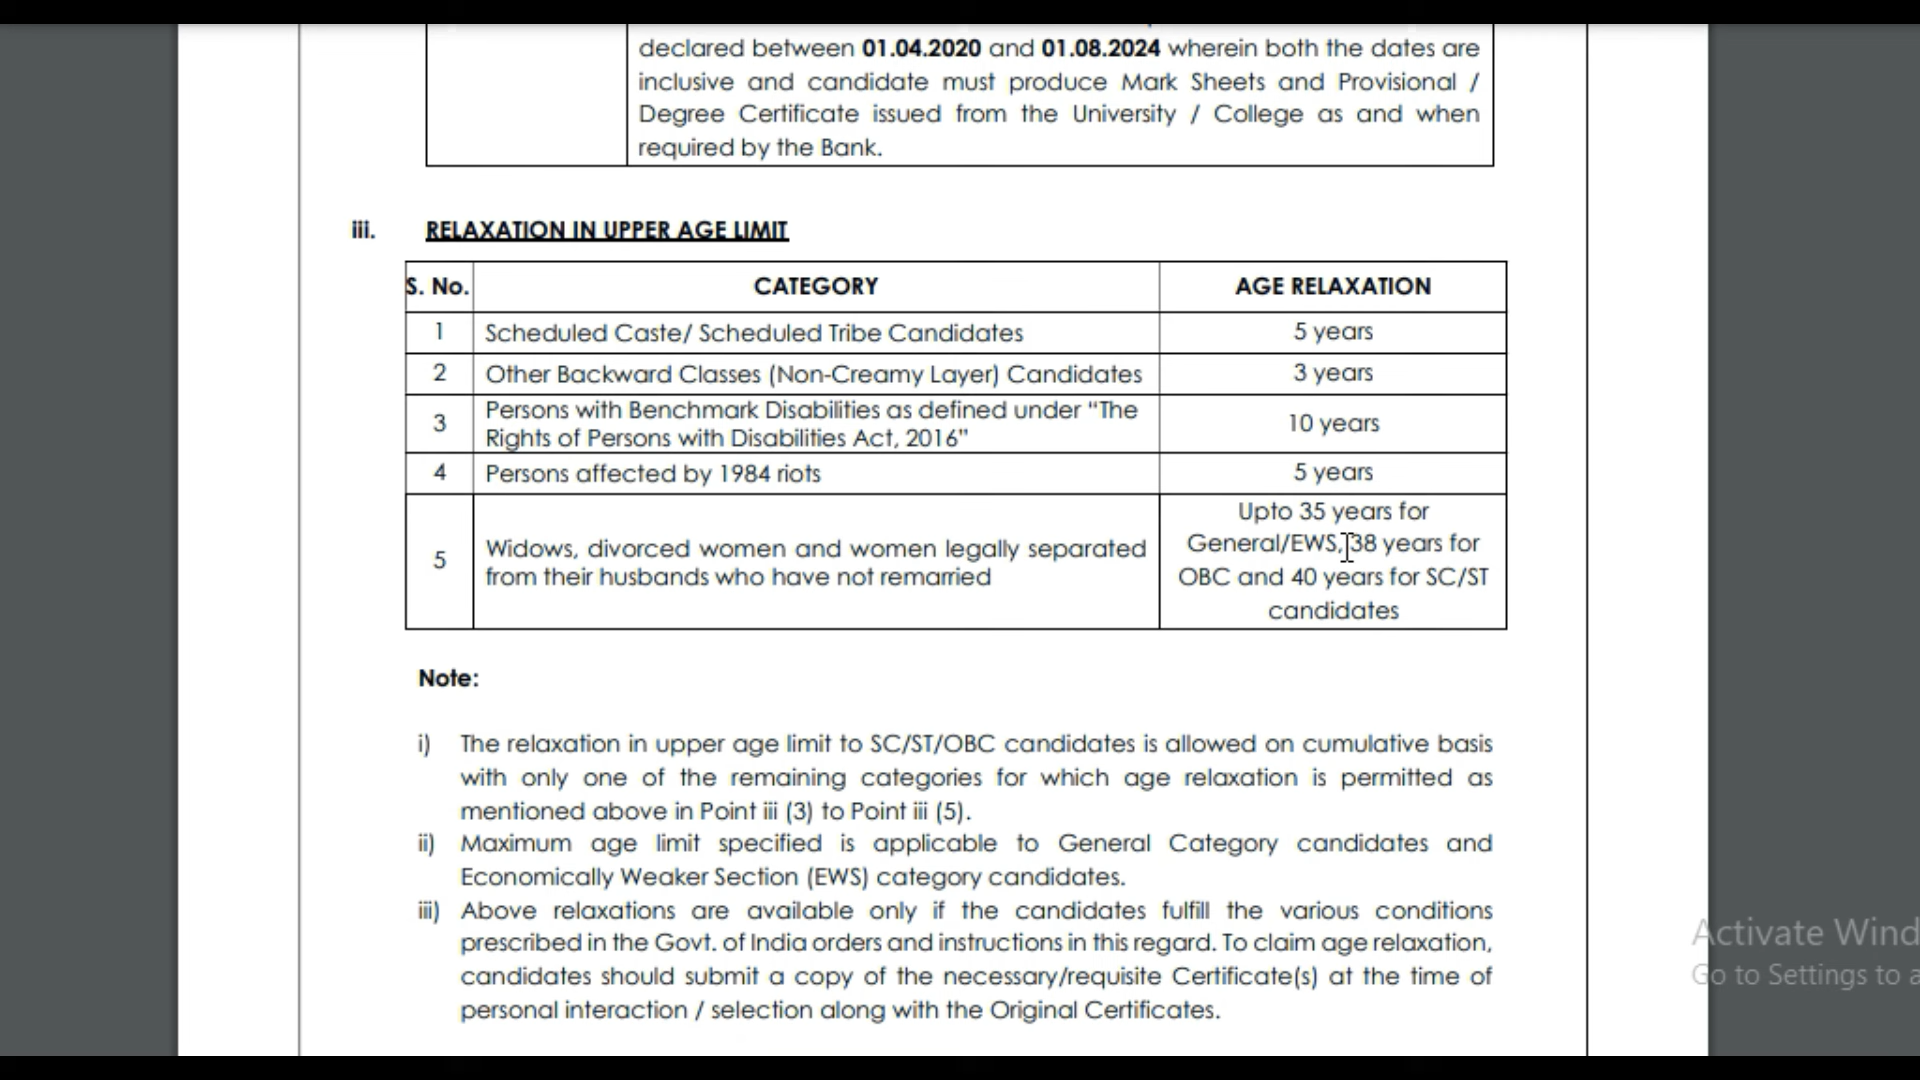 declared between 01.04.2020 and 01.08.2024 wherein both the dates are
inclusive and candidate must produce Mark Sheets and Provisional /
Degree Certificate issued from the University / College as and when
required by the Bank.
iii. RELAXATION IN UPPER AGE LIMIT
S. No. CATEGORY AGE RELAXATION
1 Scheduled Caste/ Scheduled Tribe Candidates 5 years
2 Other Backward Classes (Non-Creamy Layer) Candidates 3 years
3 Persons with Benchmark Disabilities as defined under “The
Rights of Persons with Disabilities Act, 2016” 10 years
4 Persons affected by 1984 riots 5 years
5 Widows, divorced women and women legally separated
from their husbands who have not remarried
Upto 35 years for
General/EWS, 38 years for
OBC and 40 years for SC/ST
candidates
Note:
i) The relaxation in upper age limit to SC/ST/OBC candidates is allowed on cumulative basis
with only one of the remaining categories for which age relaxation is permitted as
mentioned above in Point iii (3) to Point iii (5).
ii) Maximum age limit specified is applicable to General Category candidates and
Economically Weaker Section (EWS) category candidates.
iii) Above relaxations are available only if the candidates fulfill the various conditions
prescribed in the Govt. of India orders and instructions in this regard. To claim age relaxation,
candidates should submit a copy of the necessary/requisite Certificate(s) at the time of
personal interaction / selection along with the Original Certificates.
Activate Wind
Go to Settings to a